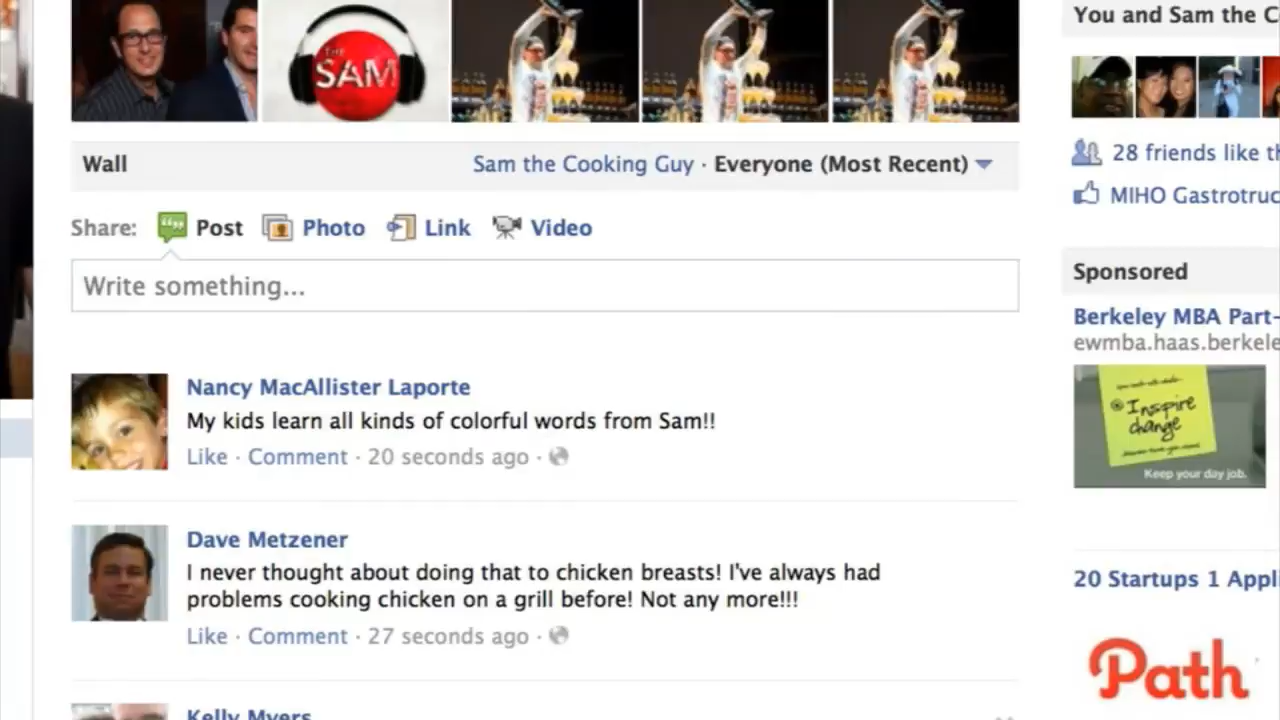 You and Sam the C
THE
SAM
Wall
Sam the Cooking Guy · Everyone (Most Recent)
Share: Post Photo Link Video
Write something...
28 friends like th
MIHO Gastrotruc
Sponsored
Berkeley MBA Part-
ewmba.haas.berkele
Inspire
change
Keep your day job.
Nancy MacAllister Laporte
My kids learn all kinds of colorful words from Sam!!
Like · Comment · 20 seconds ago ·
Dave Metzener
I never thought about doing that to chicken breasts! I've always had
problems cooking chicken on a grill before! Not any more!!!
Like · Comment · 27 seconds ago ·
20 Startups 1 Appli
Path
Kelly Myers